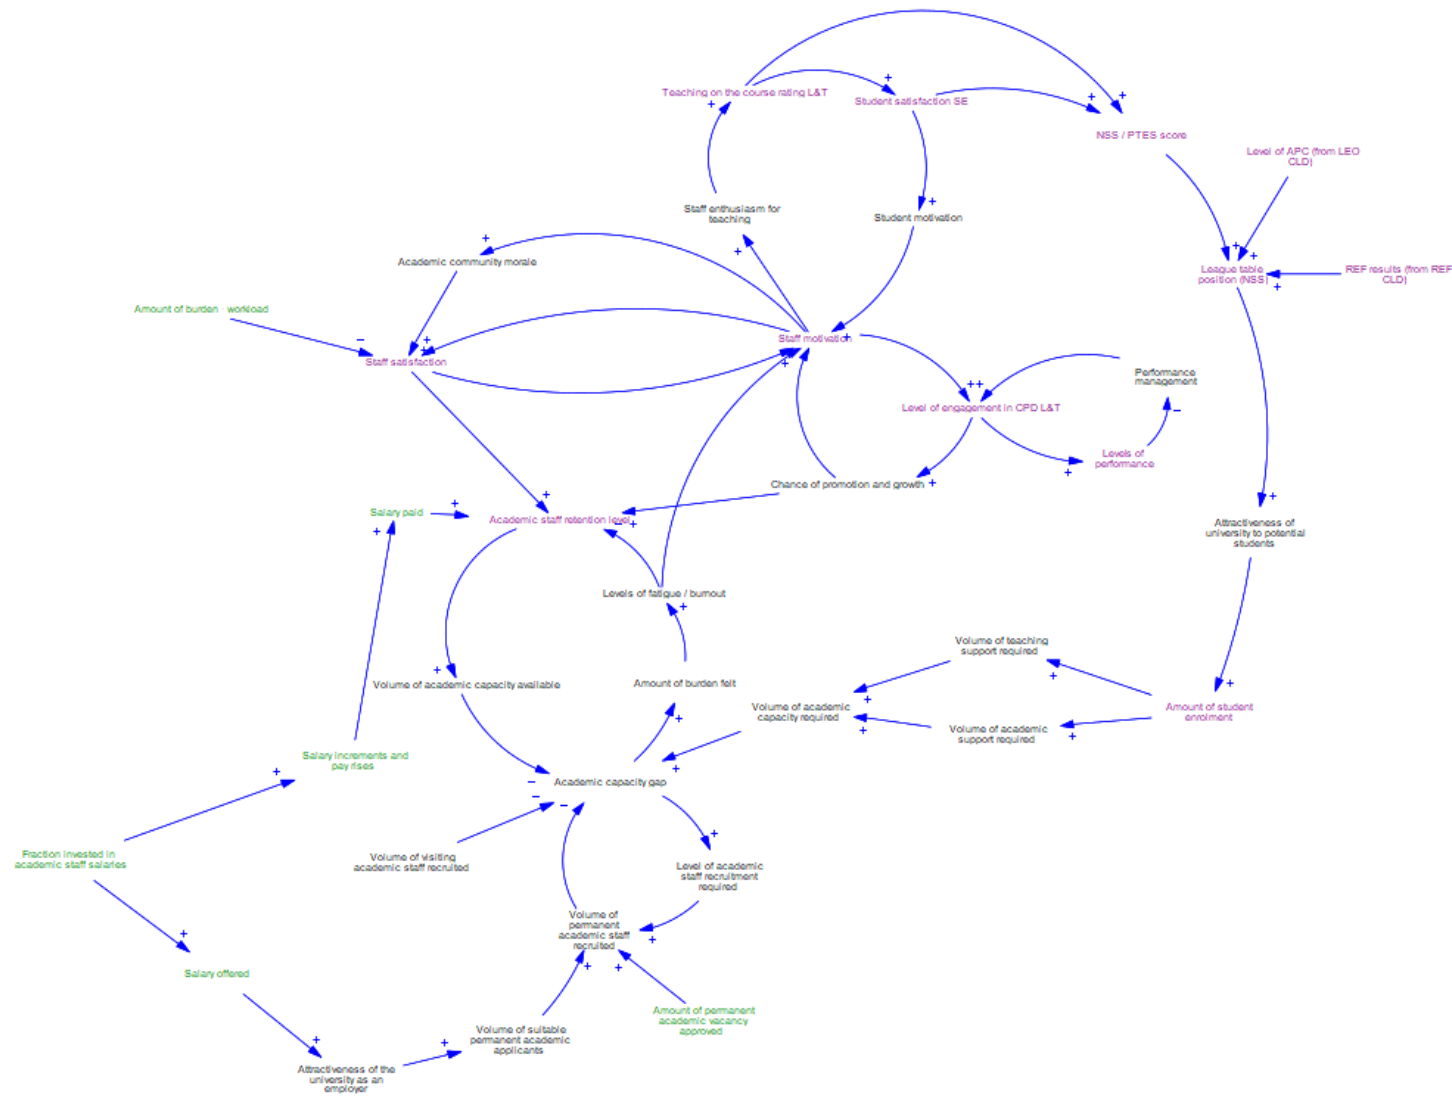 Teaching on the course rating L&T
Student satisfaction SE
NSS / PTES score
Level of APC (from LEO
CLD)
Staff enthusiasm for
teaching
Student motivation
Academic community morale
League table
position (NSS)
REF results (from REF
CLD)
Amount of burden - workload
Staff satisfaction
Staff motivation
Performance
management
Level of engagement in CPD L&T
Levels of
performance
Chance of promotion and growth
Salary paid
Academic staff retention level
Attractiveness of
university to potential
students
Levels of fatigue / burnout
Volume of teaching
support required
Volume of academic capacity available
Amount of burden felt
Volume of academic
capacity required
Amount of student
enrolment
Volume of academic
support required
Salary increments and
pay rises
Academic capacity gap
Fraction invested in
academic staff salaries
Volume of visiting
academic staff recruited
Level of academic
staff recruitment
required
Volume of
permanent
academic staff
recruited
Salary offered
Amount of permanent
academic vacancy
approved
Volume of suitable
permanent academic
applicants
Attractiveness of the
university as an
employer